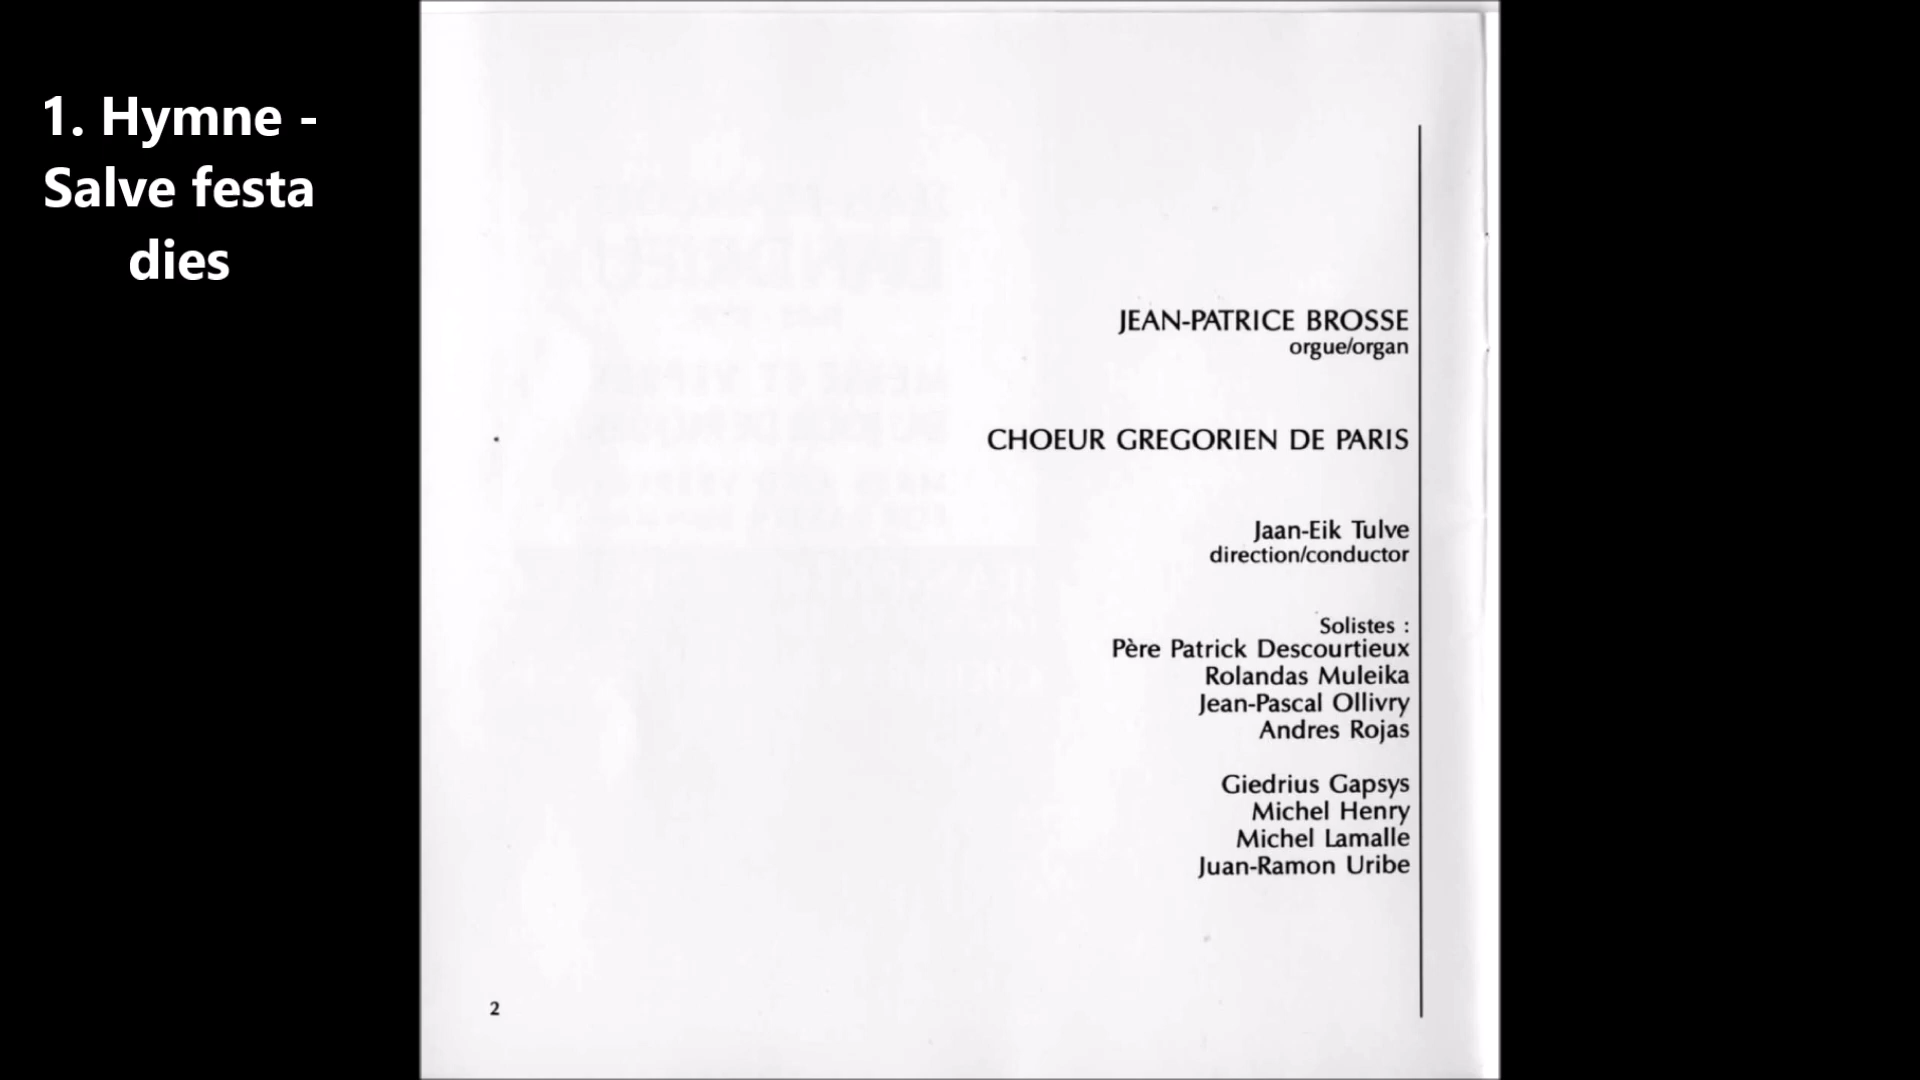 1. Hymne -
Salve festa
dies
JEAN-PATRICE BROSSE
orgue/organ
CHOEUR GREGORIEN DE PARIS
Jaan-Eik Tulve
direction/conductor
Solistes :
Père Patrick Descourtieux
Rolandas Muleika
Jean-Pascal Ollivry
Andres Rojas
Giedrius Gapsys
Michel Henry
Michel Lamalle
Juan-Ramon Uribe
2